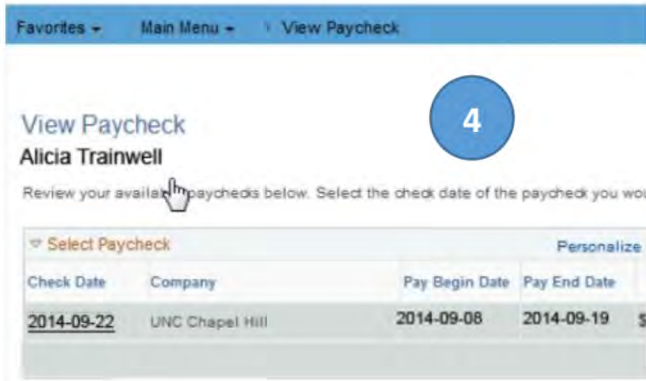 Favorites Main Menu View Paycheck
4
View Paycheck
Alicia Trainwell
Review your available paychecks below. Select the check date of the paycheck you wou
Select Paycheck Personalize
Check Date Company Pay Begin Date Pay End Date
2014-09-22 UNC Chapel Hill 2014-09-08 2014-09-19 $